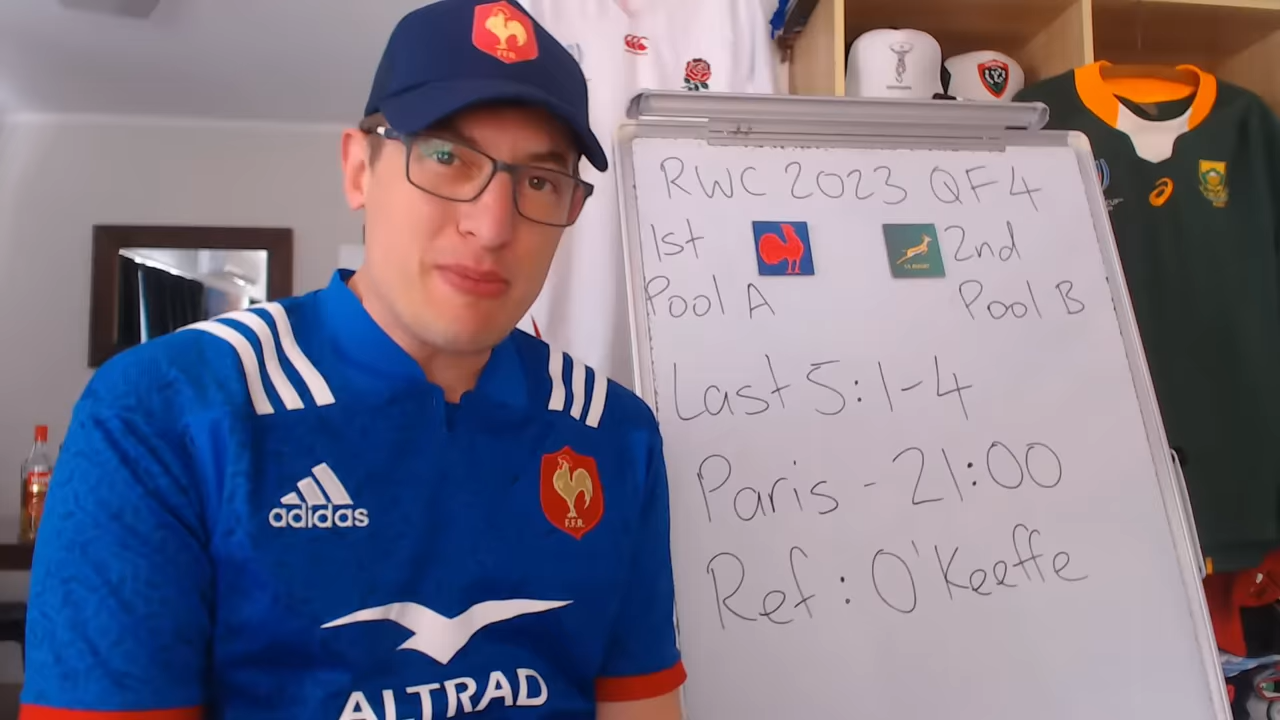 FFR
RWC 2023 QF4
1st 2nd
Pool A Pool B
Last 5: 1-4
Paris - 21:00
Ref: O'Keeffe
adidas
F.F.R.
ALTRAD